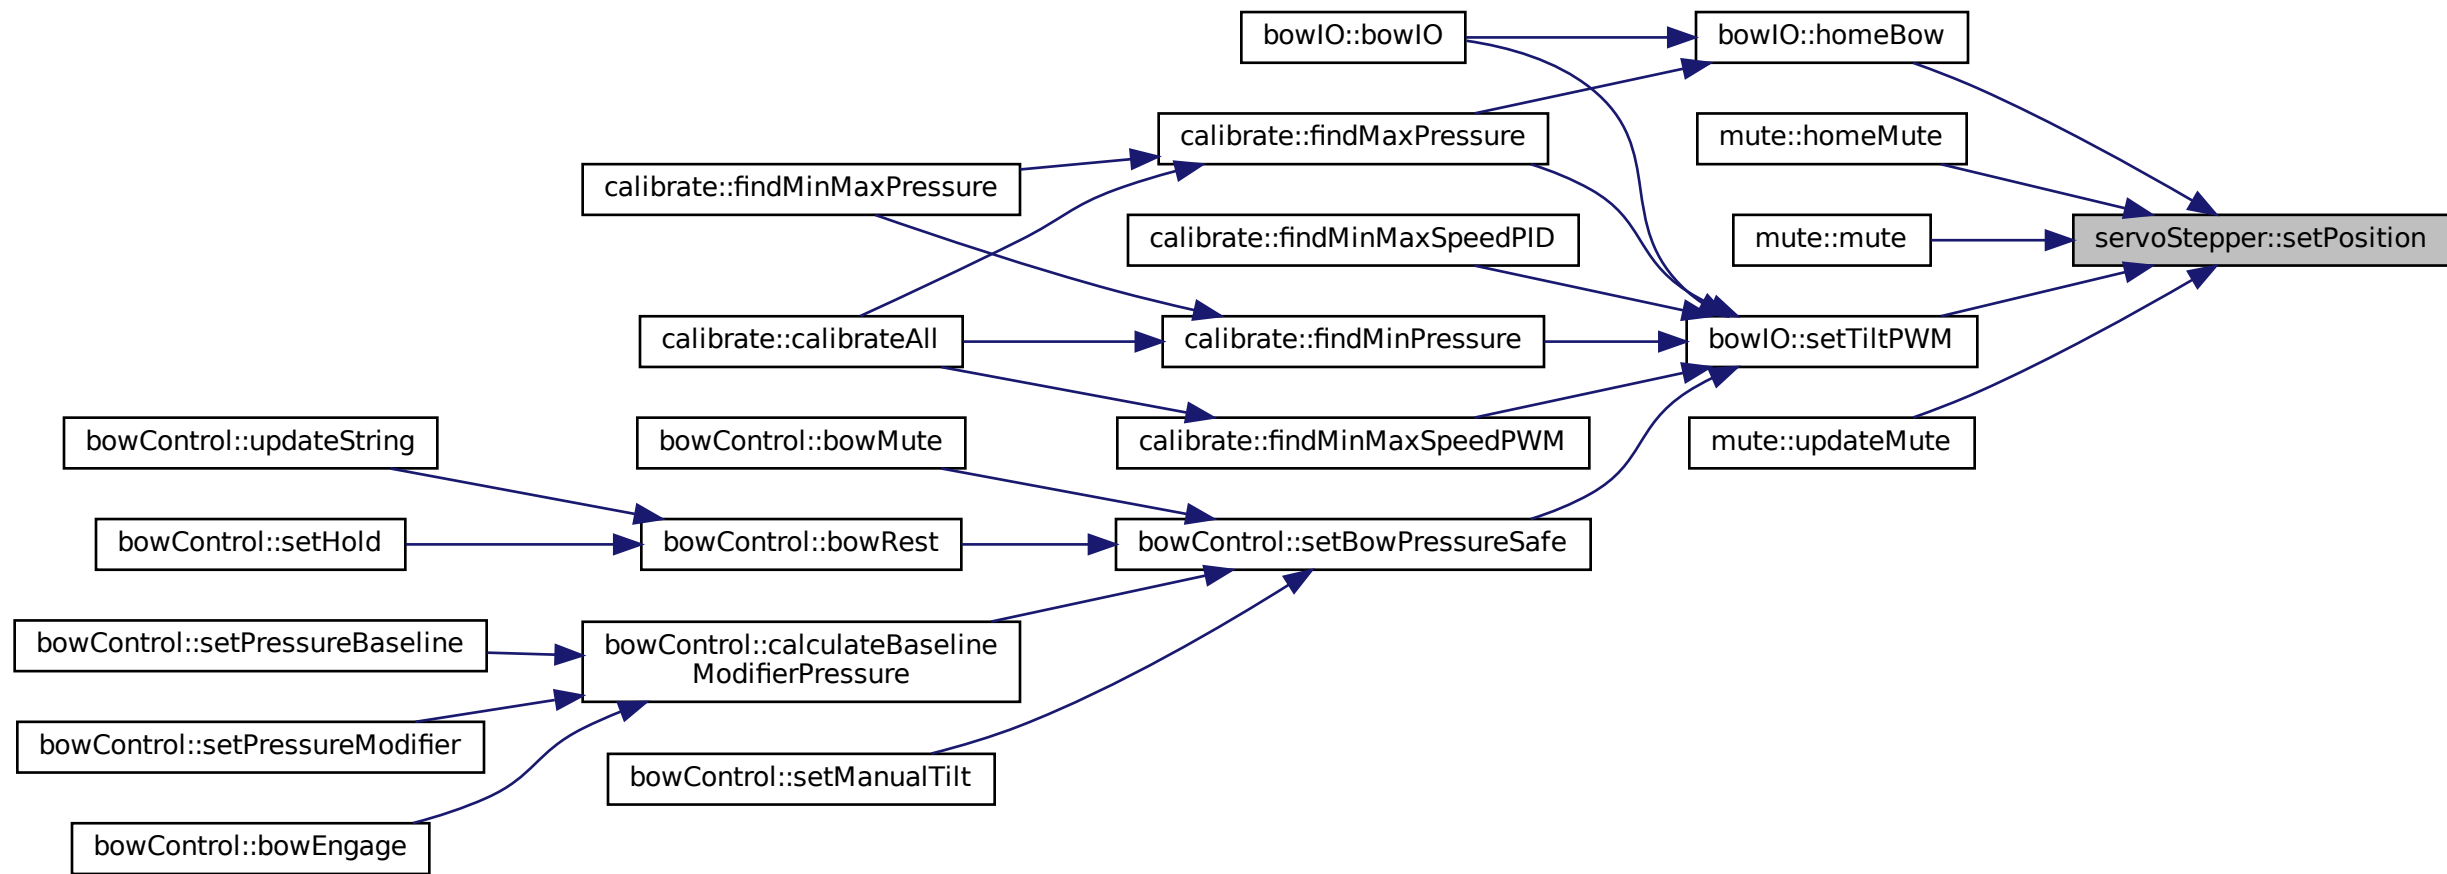 bowIO::bowIO
bowIO::homeBow
calibrate::findMaxPressure
mute::homeMute
calibrate::findMinMaxPressure
calibrate::findMinMaxSpeedPID
mute::mute
servoStepper::setPosition
calibrate::calibrateAll
calibrate::findMinPressure
bowIO::setTiltPWM
bowControl::updateString
bowControl::bowMute
calibrate::findMinMaxSpeedPWM
mute::updateMute
bowControl::setHold
bowControl::bowRest
bowControl::setBowPressureSafe
bowControl::setPressureBaseline
bowControl::calculateBaseline
ModifierPressure
bowControl::setPressureModifier
bowControl::setManualTilt
bowControl::bowEngage